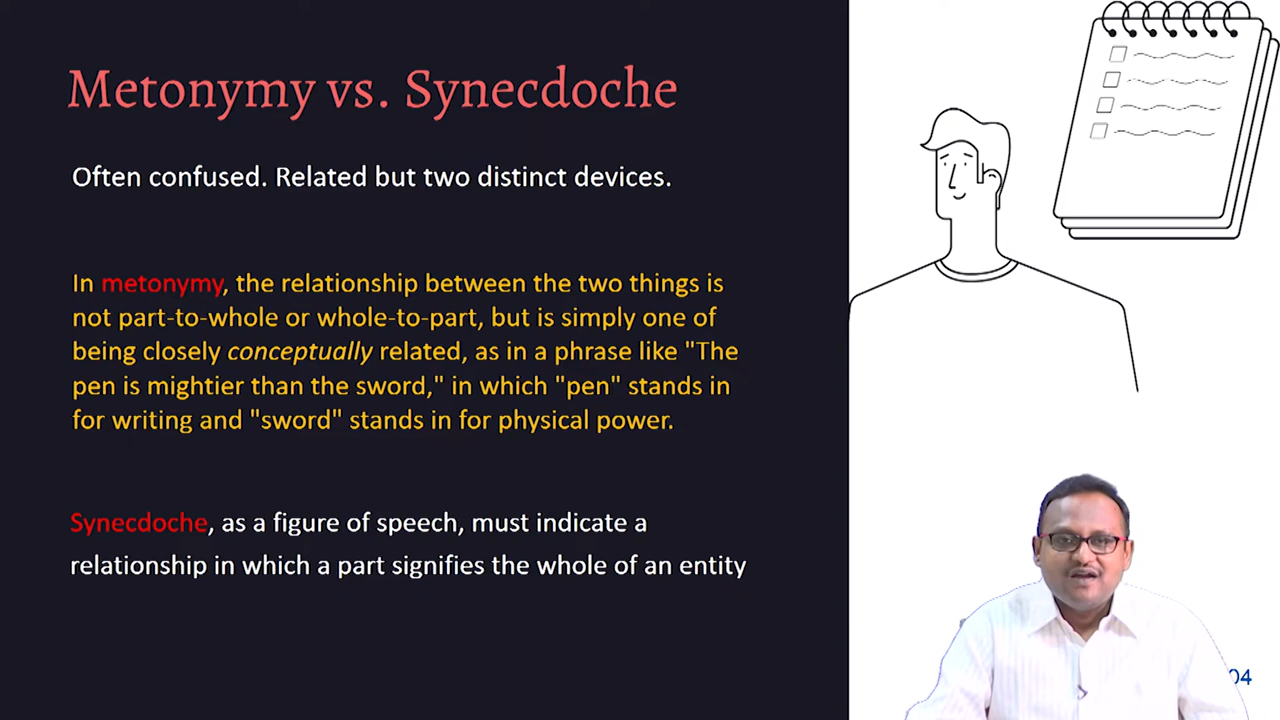 Metonymy vs. Synecdoche
Often confused. Related but two distinct devices.
In metonymy, the relationship between the two things is
not part-to-whole or whole-to-part, but is simply one of
being closely conceptually related, as in a phrase like "The
pen is mightier than the sword," in which "pen" stands in
for writing and "sword" stands in for physical power.
Synecdoche, as a figure of speech, must indicate a
relationship in which a part signifies the whole of an entity
04